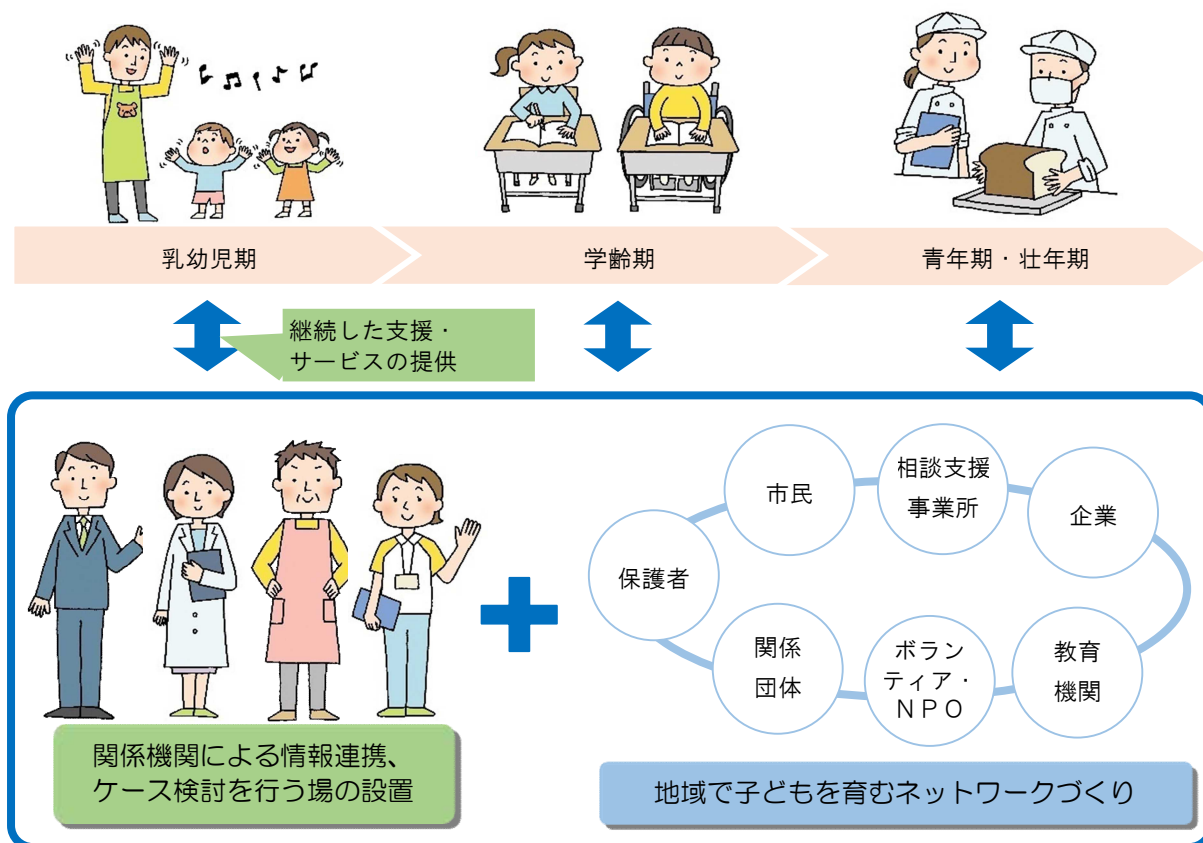 乳幼児期
学齢期
青年期・壮年期
継続した支援・
サービスの提供
市民
相談支援
事業所
企業
保護者
関係
団体
ボラン
ティア・
ＮＰＯ
教育
機関
関係機関による情報連携、
ケース検討を行う場の設置
地域で子どもを育むネットワークづくり